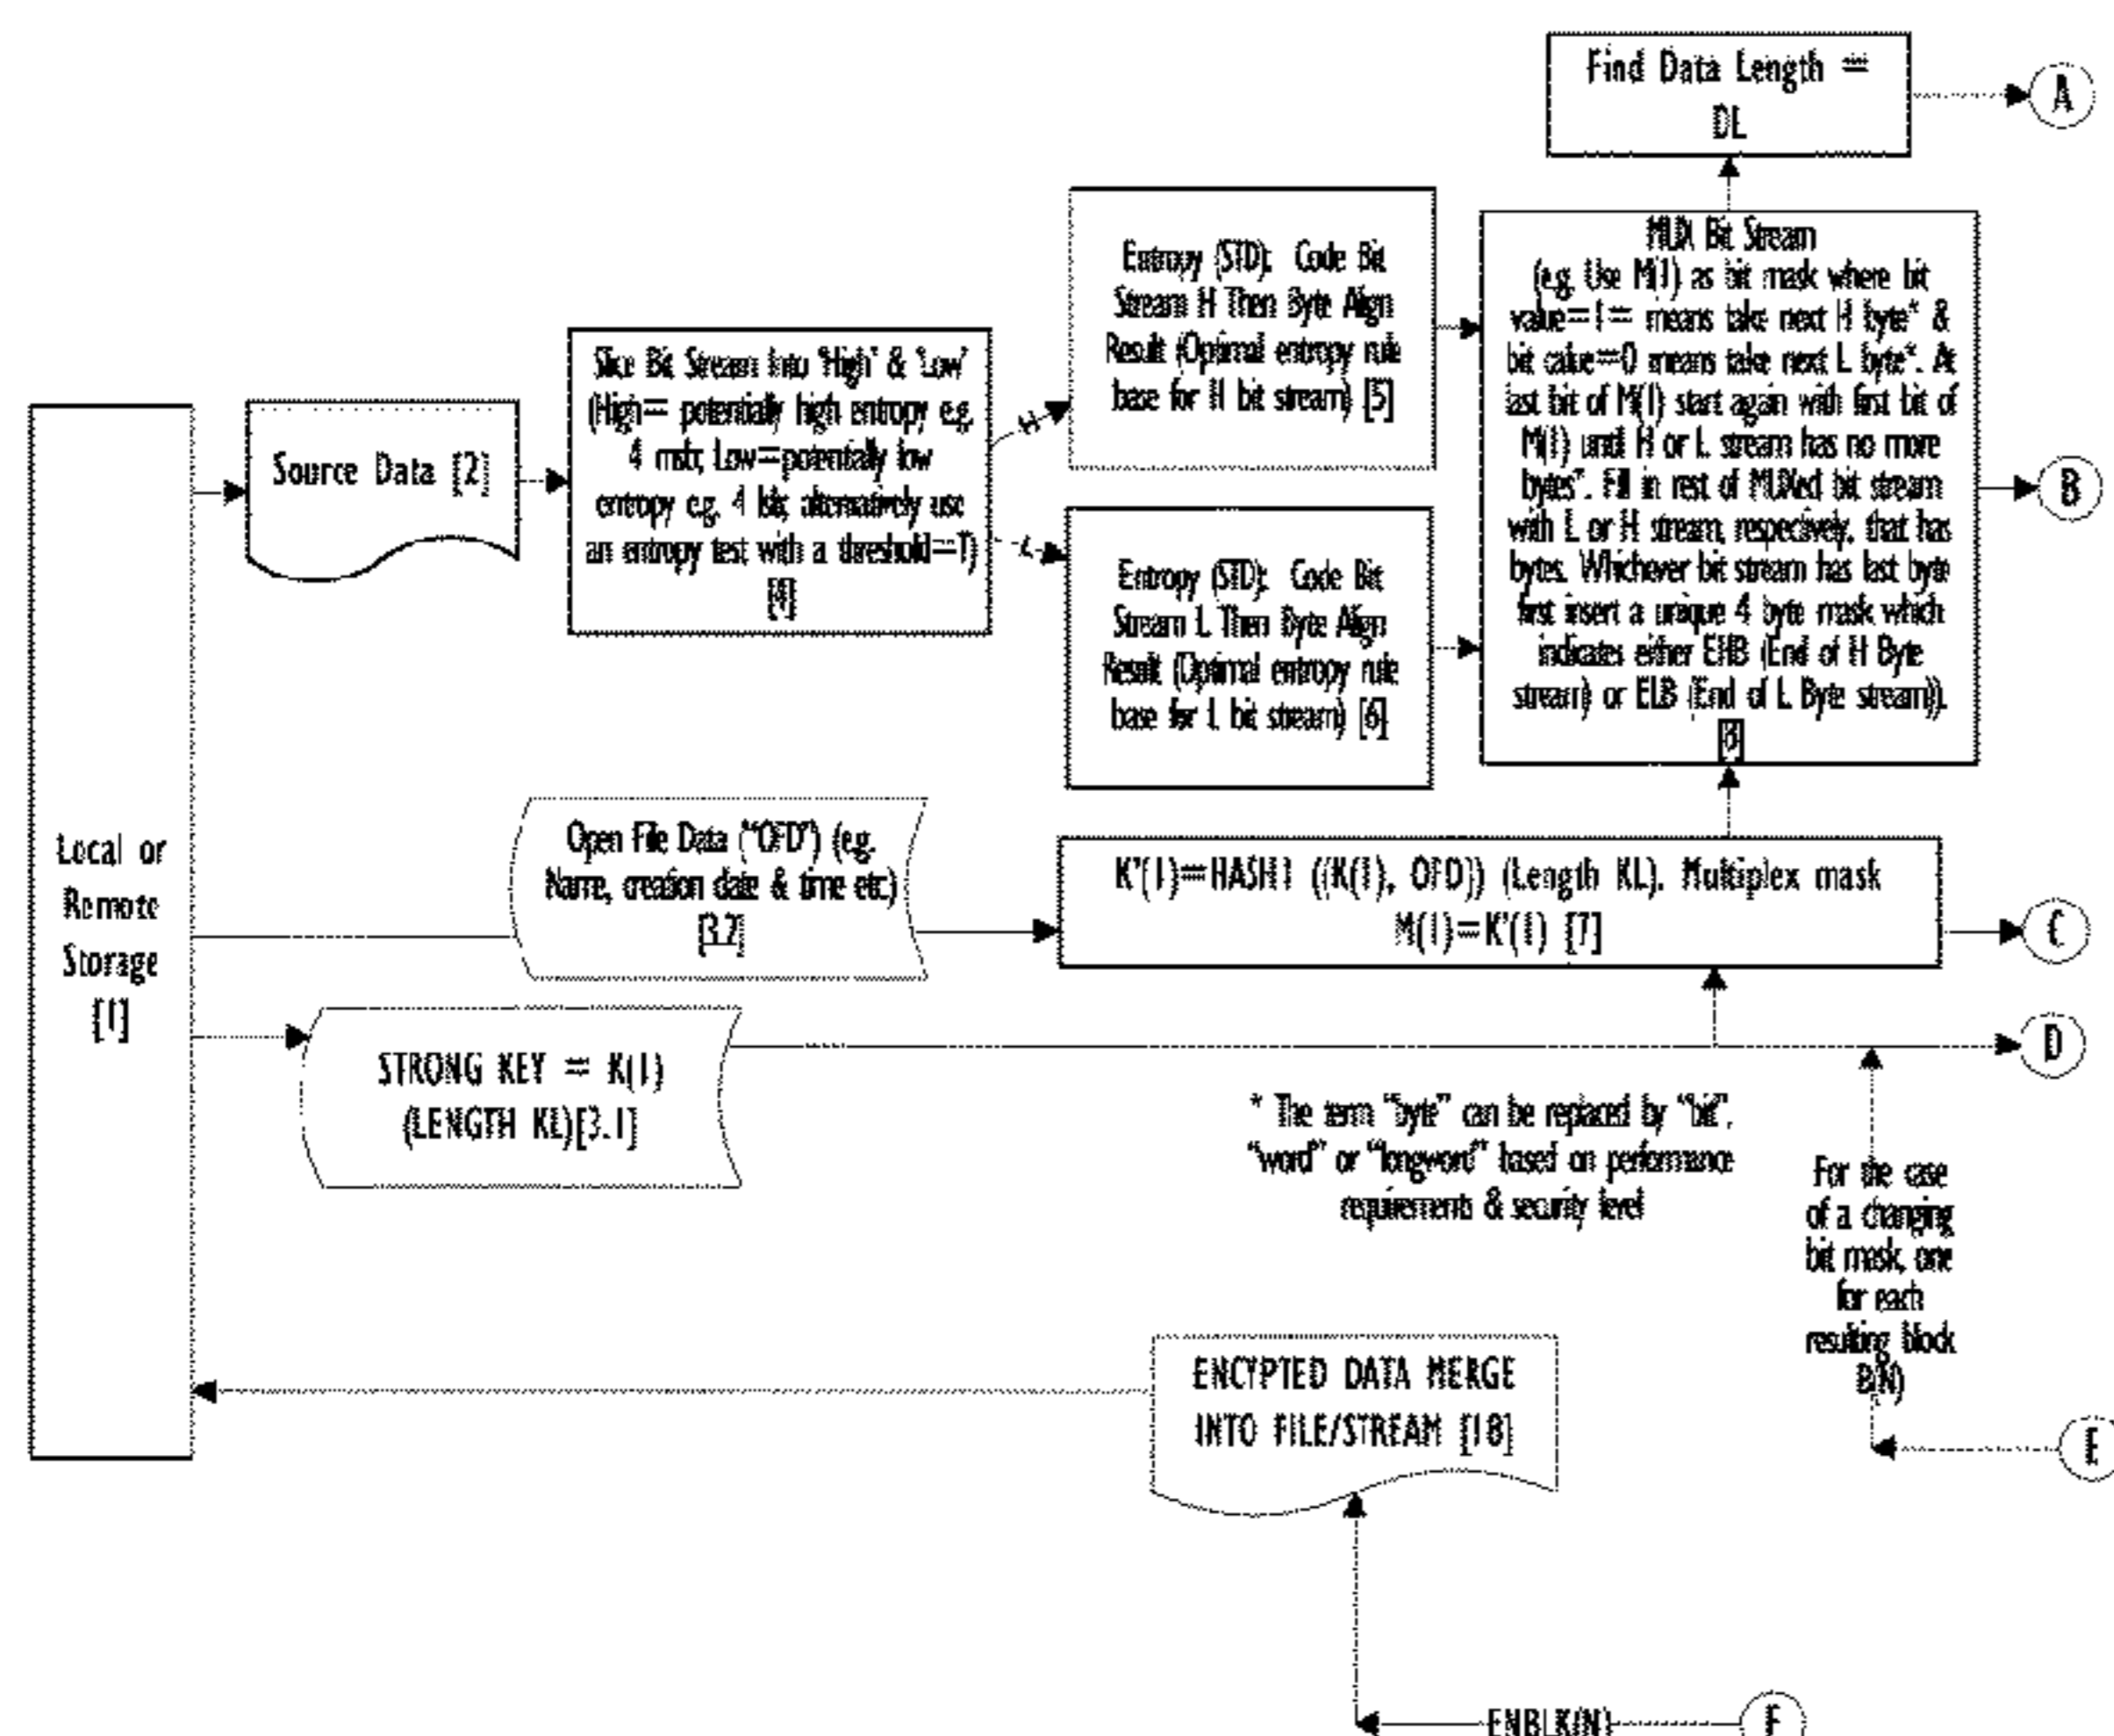 Find Data Length =
DL
A
MUX Bit Stream
(e.g. Use M(1) as bit mask where bit
value=1= means take next H byte* &
bit value=0 means take next L byte*. At
last bit of M(1) start again with first bit of
M(1) until H or L stream has no more
bytes*. Fill in rest of MUXed bit stream
with L or H stream, respecively, that has
bytes. Whichever bit stream has last byte
first insert a unique 4 byte mask which
indicates either EHB (End of H Byte
stream) or ELB (End of L Byte stream)).
[8]
B
Entropy (STD): Code Bit
Stream H Then Byte Align
Result (Optimal entropy rule
base for H bit stream) [5]
Slice Bit Stream Into 'High' & 'Low'
(High= potentially high entropy e.g.
4 msb; Low=potentially low
entropy e.g. 4 lsb; alternatively use
an entropy test with a threshold=T)
[4]
H
L
Source Data [2]
Entropy (STD): Code Bit
Stream L Then Byte Align
Result (Optimal entropy rule
base for L bit stream) [6]
Local or
Remote
Storage
[1]
Open File Data ("OFD") (eg.
Name, creation date & time etc.)
[3.2]
K'(1)=HASH1 ((K(1), OFD)) (Length KL). Multiplex mask
M(1)=K'(1) [7]
C
STRONG KEY = K(1)
(LENGTH KL)[3.1]
D
* The term "byte" can be replaced by "bit",
"word" or "longword" based on performance
requirements & security level
For the case
of a changing
bit mask, one
for each
resulting block
B(N)
E
ENCYPTED DATA MERGE
INTO FILE/STREAM [18]
ENBLK(N)
F